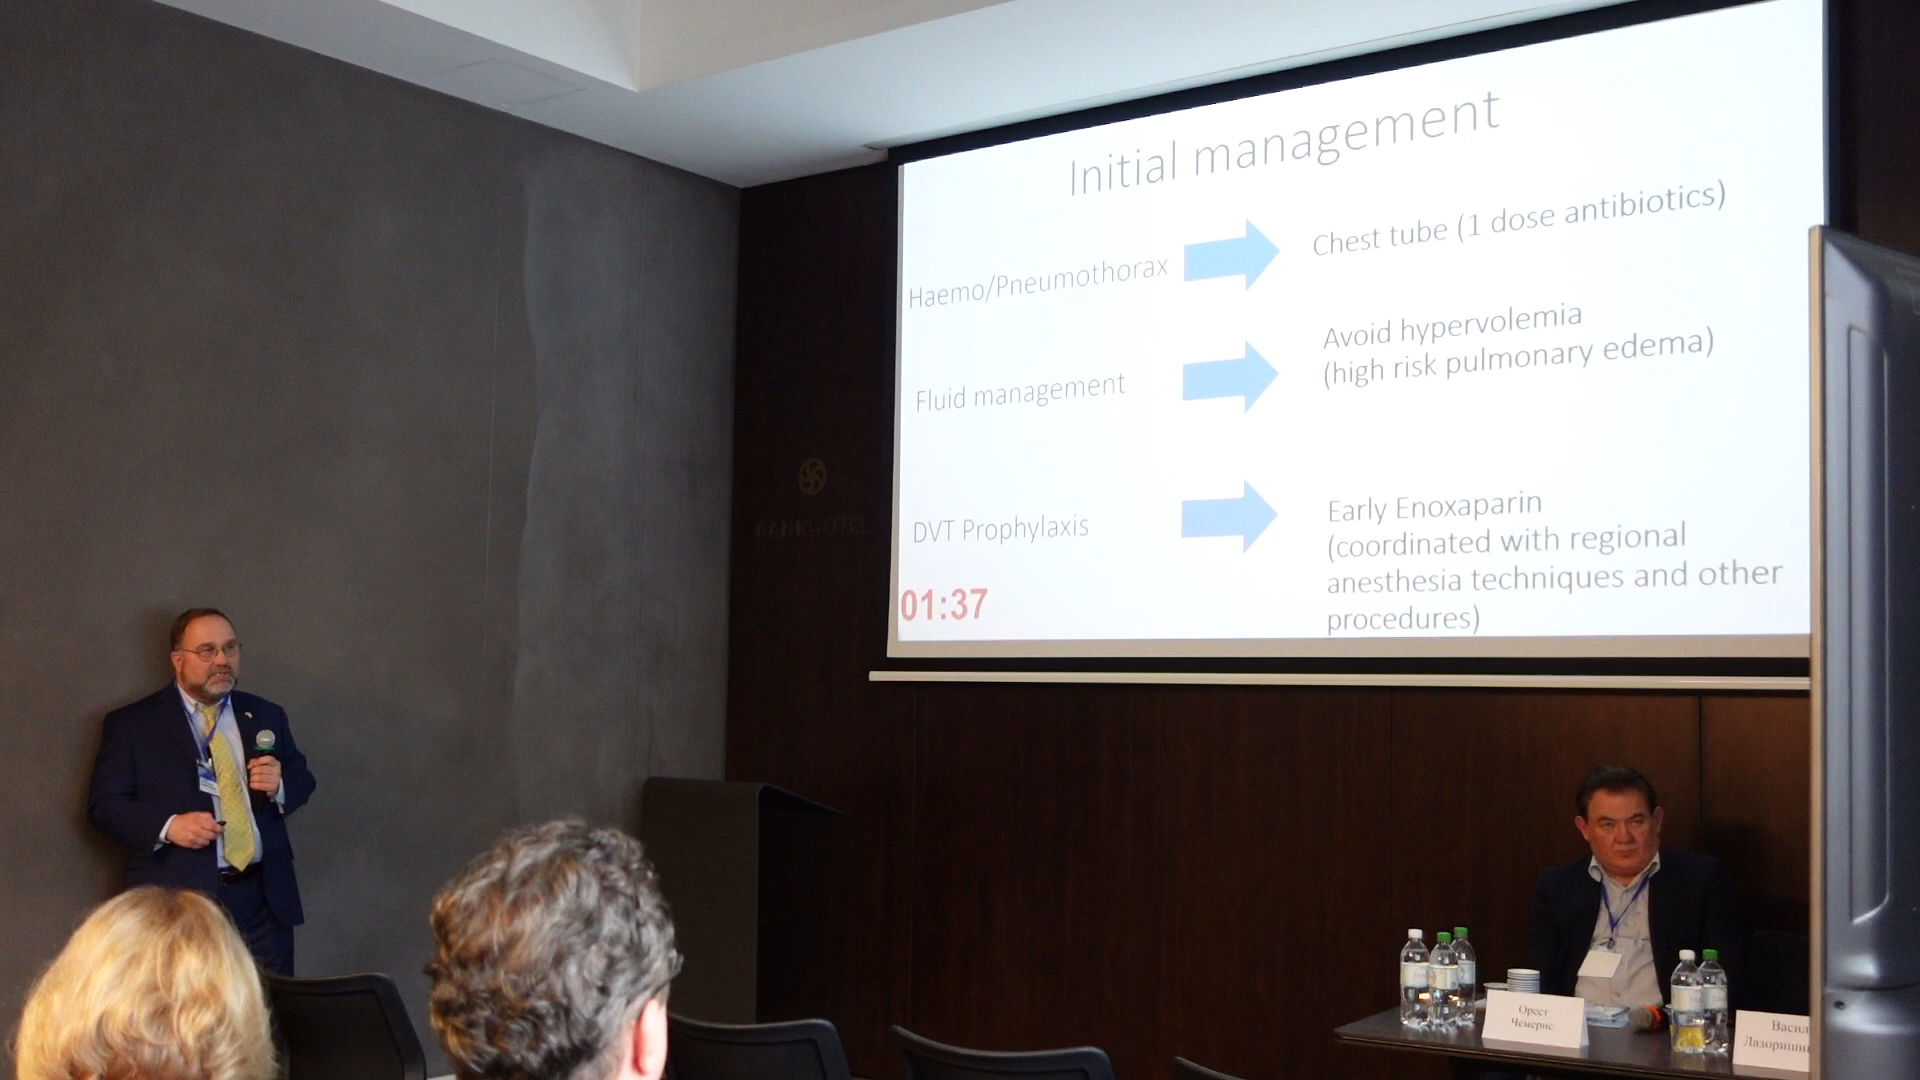 Initial management
Haemo/Pneumothorax
Chest tube (1 dose antibiotics)
Fluid management
Avoid hypervolemia
(high risk pulmonary edema)
DVT Prophylaxis
Early Enoxaparin
(coordinated with regional
anesthesia techniques and other
procedures)
01:37
BANKHOTEL
Орест
Чемерис